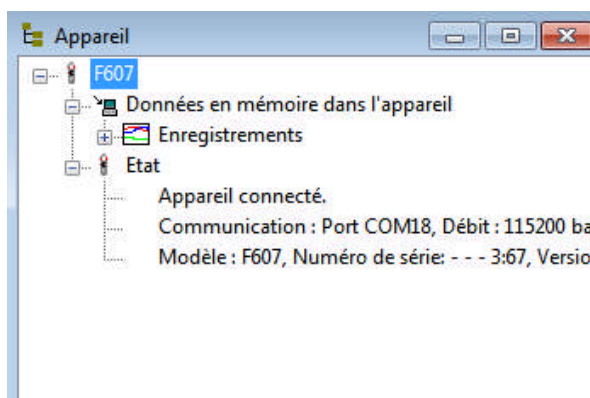 Appareil
F607
Données en mémoire dans l'appareil
Enregistrements
Etat
Appareil connecté.
Communication : Port COM18, Débit : 115200 ba
Modèle : F607, Numéro de série: - - - 3:67, Versio